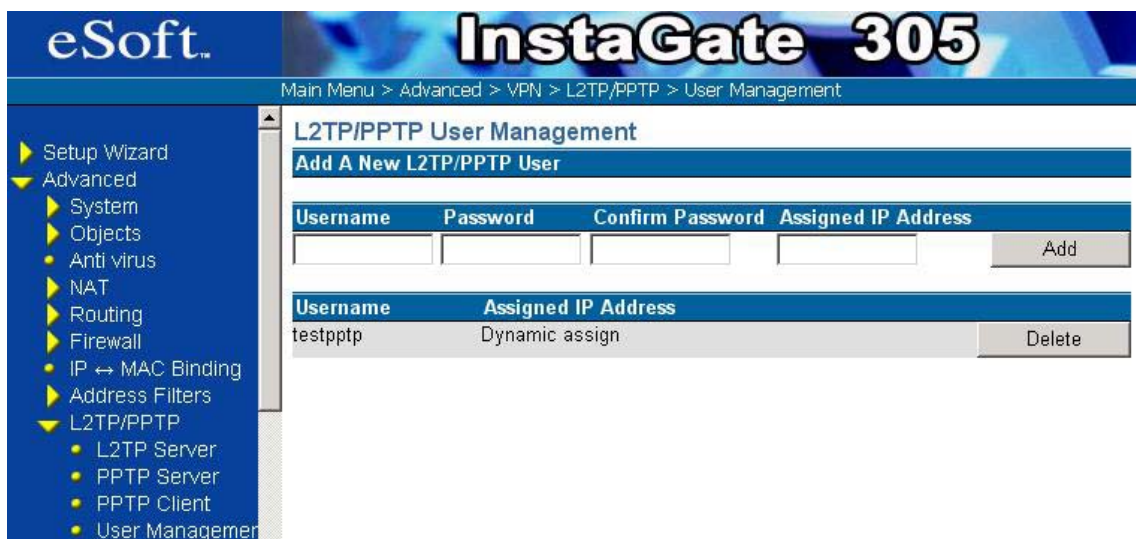 eSoft™
InstaGate 305
Main Menu > Advanced > VPN > L2TP/PPTP > User Management
Setup Wizard
Advanced
System
Objects
Anti virus
NAT
Routing
Firewall
IP ↔ MAC Binding
Address Filters
L2TP/PPTP
L2TP Server
PPTP Server
PPTP Client
User Managemer
L2TP/PPTP User Management
Add A New L2TP/PPTP User
Username Password Confirm Password Assigned IP Address
Add
Username Assigned IP Address
testpptp Dynamic assign Delete